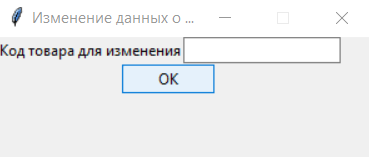 Изменение данных о ...
Код товара для изменения
OK